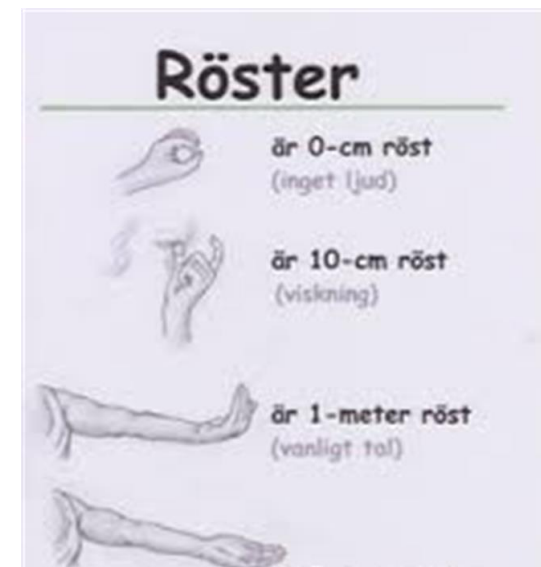 Röster
är 0-cm röst
(inget ljud)
är 10-cm röst
(viskning)
är 1-meter röst
(vanligt tal)